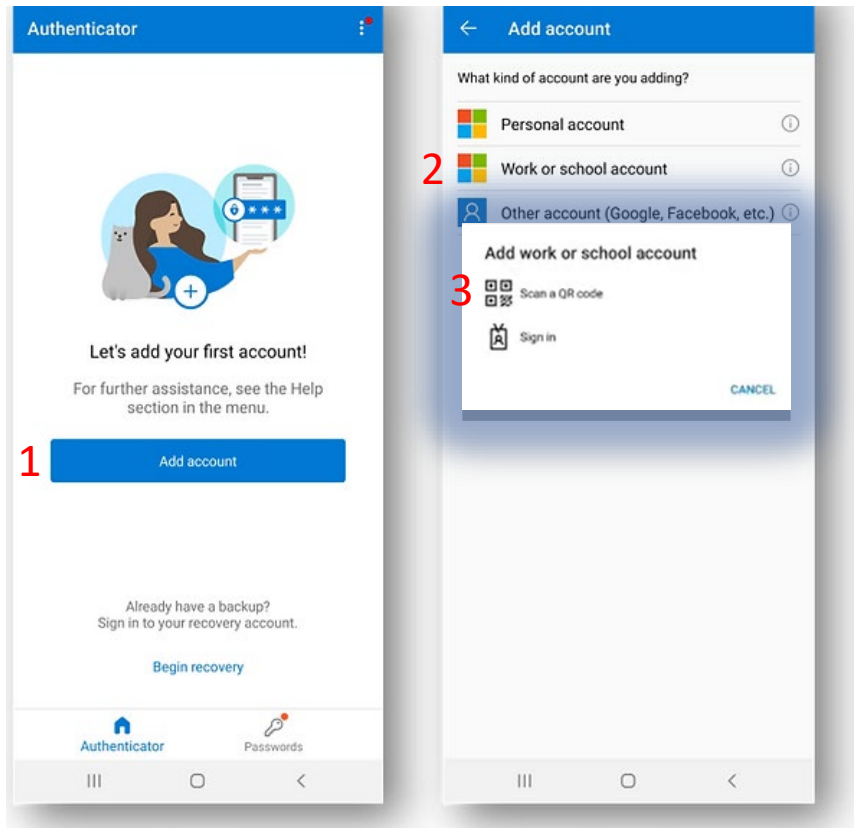 Authenticator
Let's add your first account!
For further assistance, see the Help
section in the menu.
1
Add account
Already have a backup?
Sign in to your recovery account.
Begin recovery
Authenticator
Passwords
Add account
What kind of account are you adding?
Personal account
2
Work or school account
Other account (Google, Facebook, etc.)
Add work or school account
3
Scan a QR code
Sign in
CANCEL